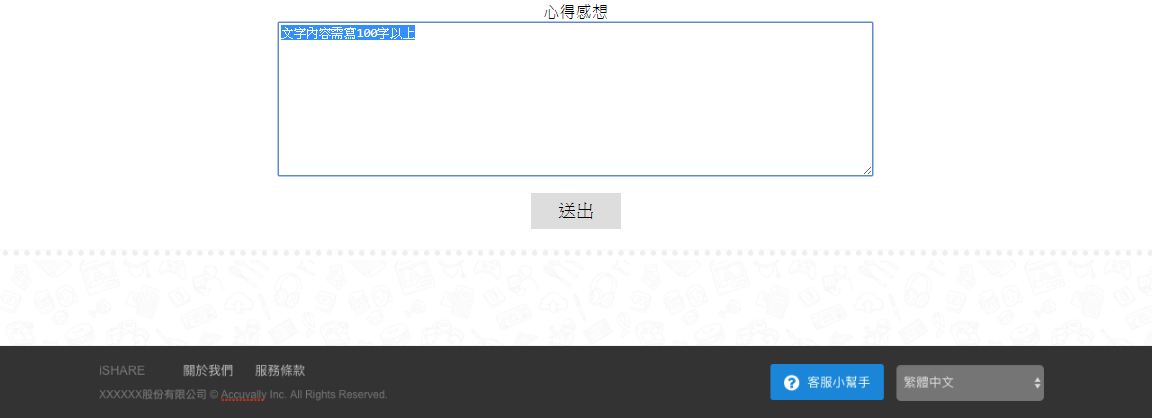 心得感想
文字內容需寫100字以上
送出
iSHARE 關於我們 服務條款
XXXXXX股份有限公司 © Accuvally Inc. All Rights Reserved.
客服小幫手
繁體中文